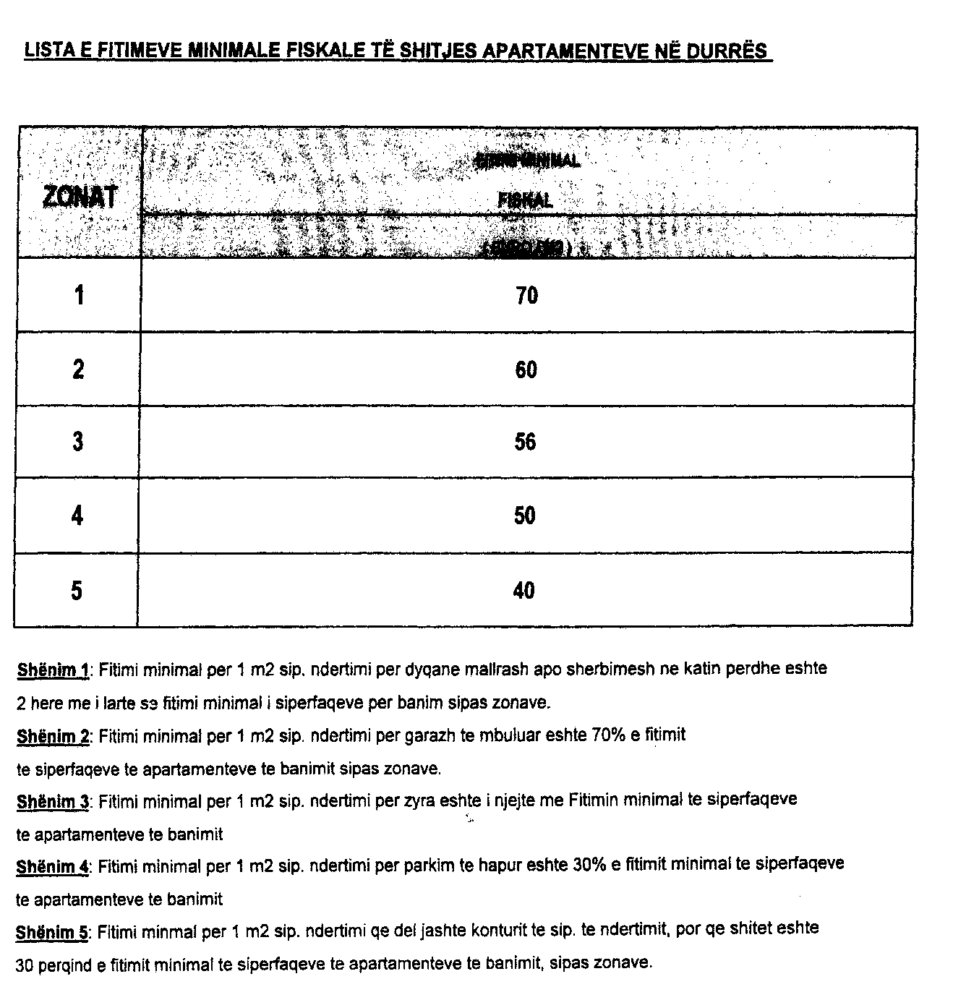 LISTA E FITIMEVE MINIMALE FISKALE TË SHITJES APARTAMENTEVE NË DURRËS
ZONAT
MINIMAL
FISKAL
1 70
2 60
3 56
4 50
5 40
Shënim 1: Fitimi minimal per 1 m2 sip. ndertimi per dyqane mallrash apo sherbimesh ne katin perdhe eshte
2 here me i larte se fitimi minimal i siperfaqeve per banim sipas zonave.
Shënim 2: Fitimi minimal per 1 m2 sip. ndertimi per garazh te mbuluar eshte 70% e fitimit
te siperfaqeve te apartamenteve te banimit sipas zonave.
Shënim 3: Fitimi minimal per 1 m2 sip. ndertimi per zyra eshte i njejte me Fitimin minimal te siperfaqeve
te apartamenteve te banimit
Shënim 4: Fitimi minimal per 1 m2 sip. ndertimi per parkim te hapur eshte 30% e fitimit minimal te siperfaqeve
te apartamenteve te banimit
Shënim 5: Fitimi minmal per 1 m2 sip. ndertimi qe del jashte konturit te sip. te ndertimit, por qe shitet eshte
30 perqind e fitimit minimal te siperfaqeve te apartamenteve te banimit, sipas zonave.